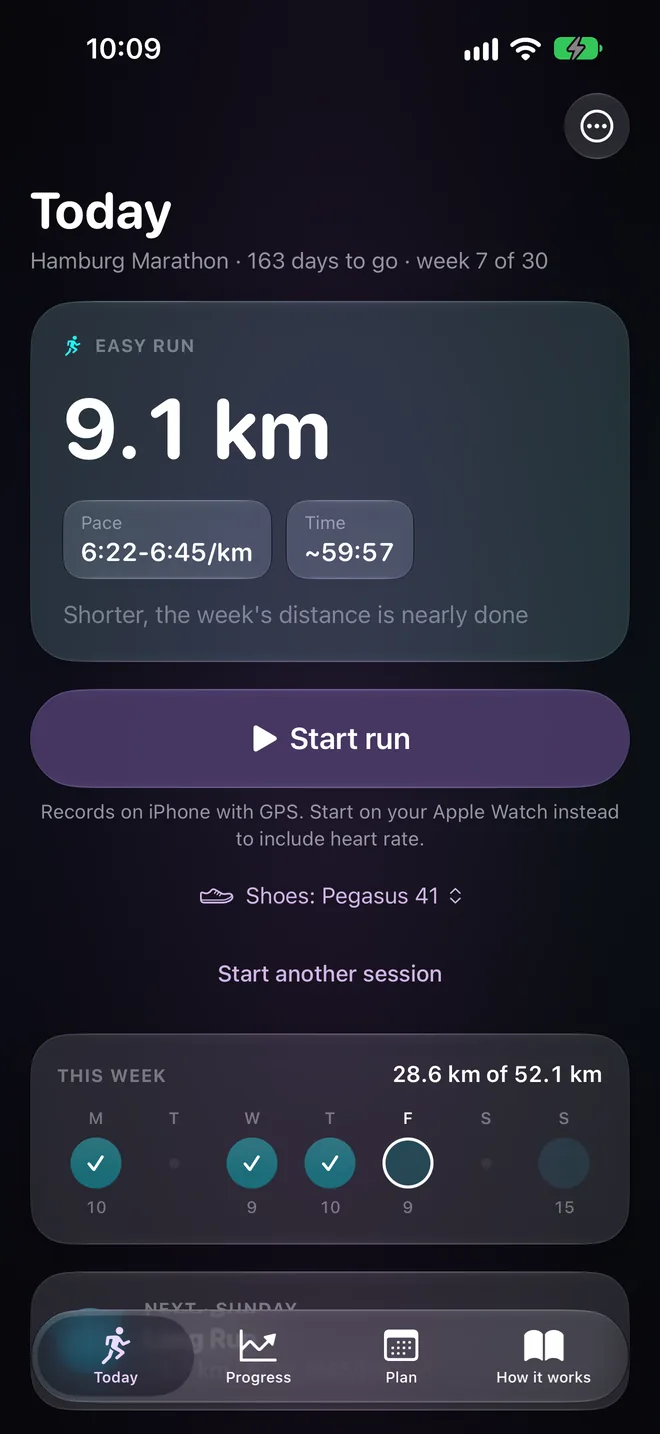 10:09
Today
Hamburg Marathon · 163 days to go · week 7 of 30
EASY RUN
9.1 km
Pace
6:22-6:45/km
Time
~59:57
Shorter, the week's distance is nearly done
Start run
Records on iPhone with GPS. Start on your Apple Watch instead
to include heart rate.
Shoes: Pegasus 41
Start another session
THIS WEEK
28.6 km of 52.1 km
M T W T F S S
10 9 10 9 15
NEXT · SUNDAY
Long Run
Today
Progress
Plan
How it works